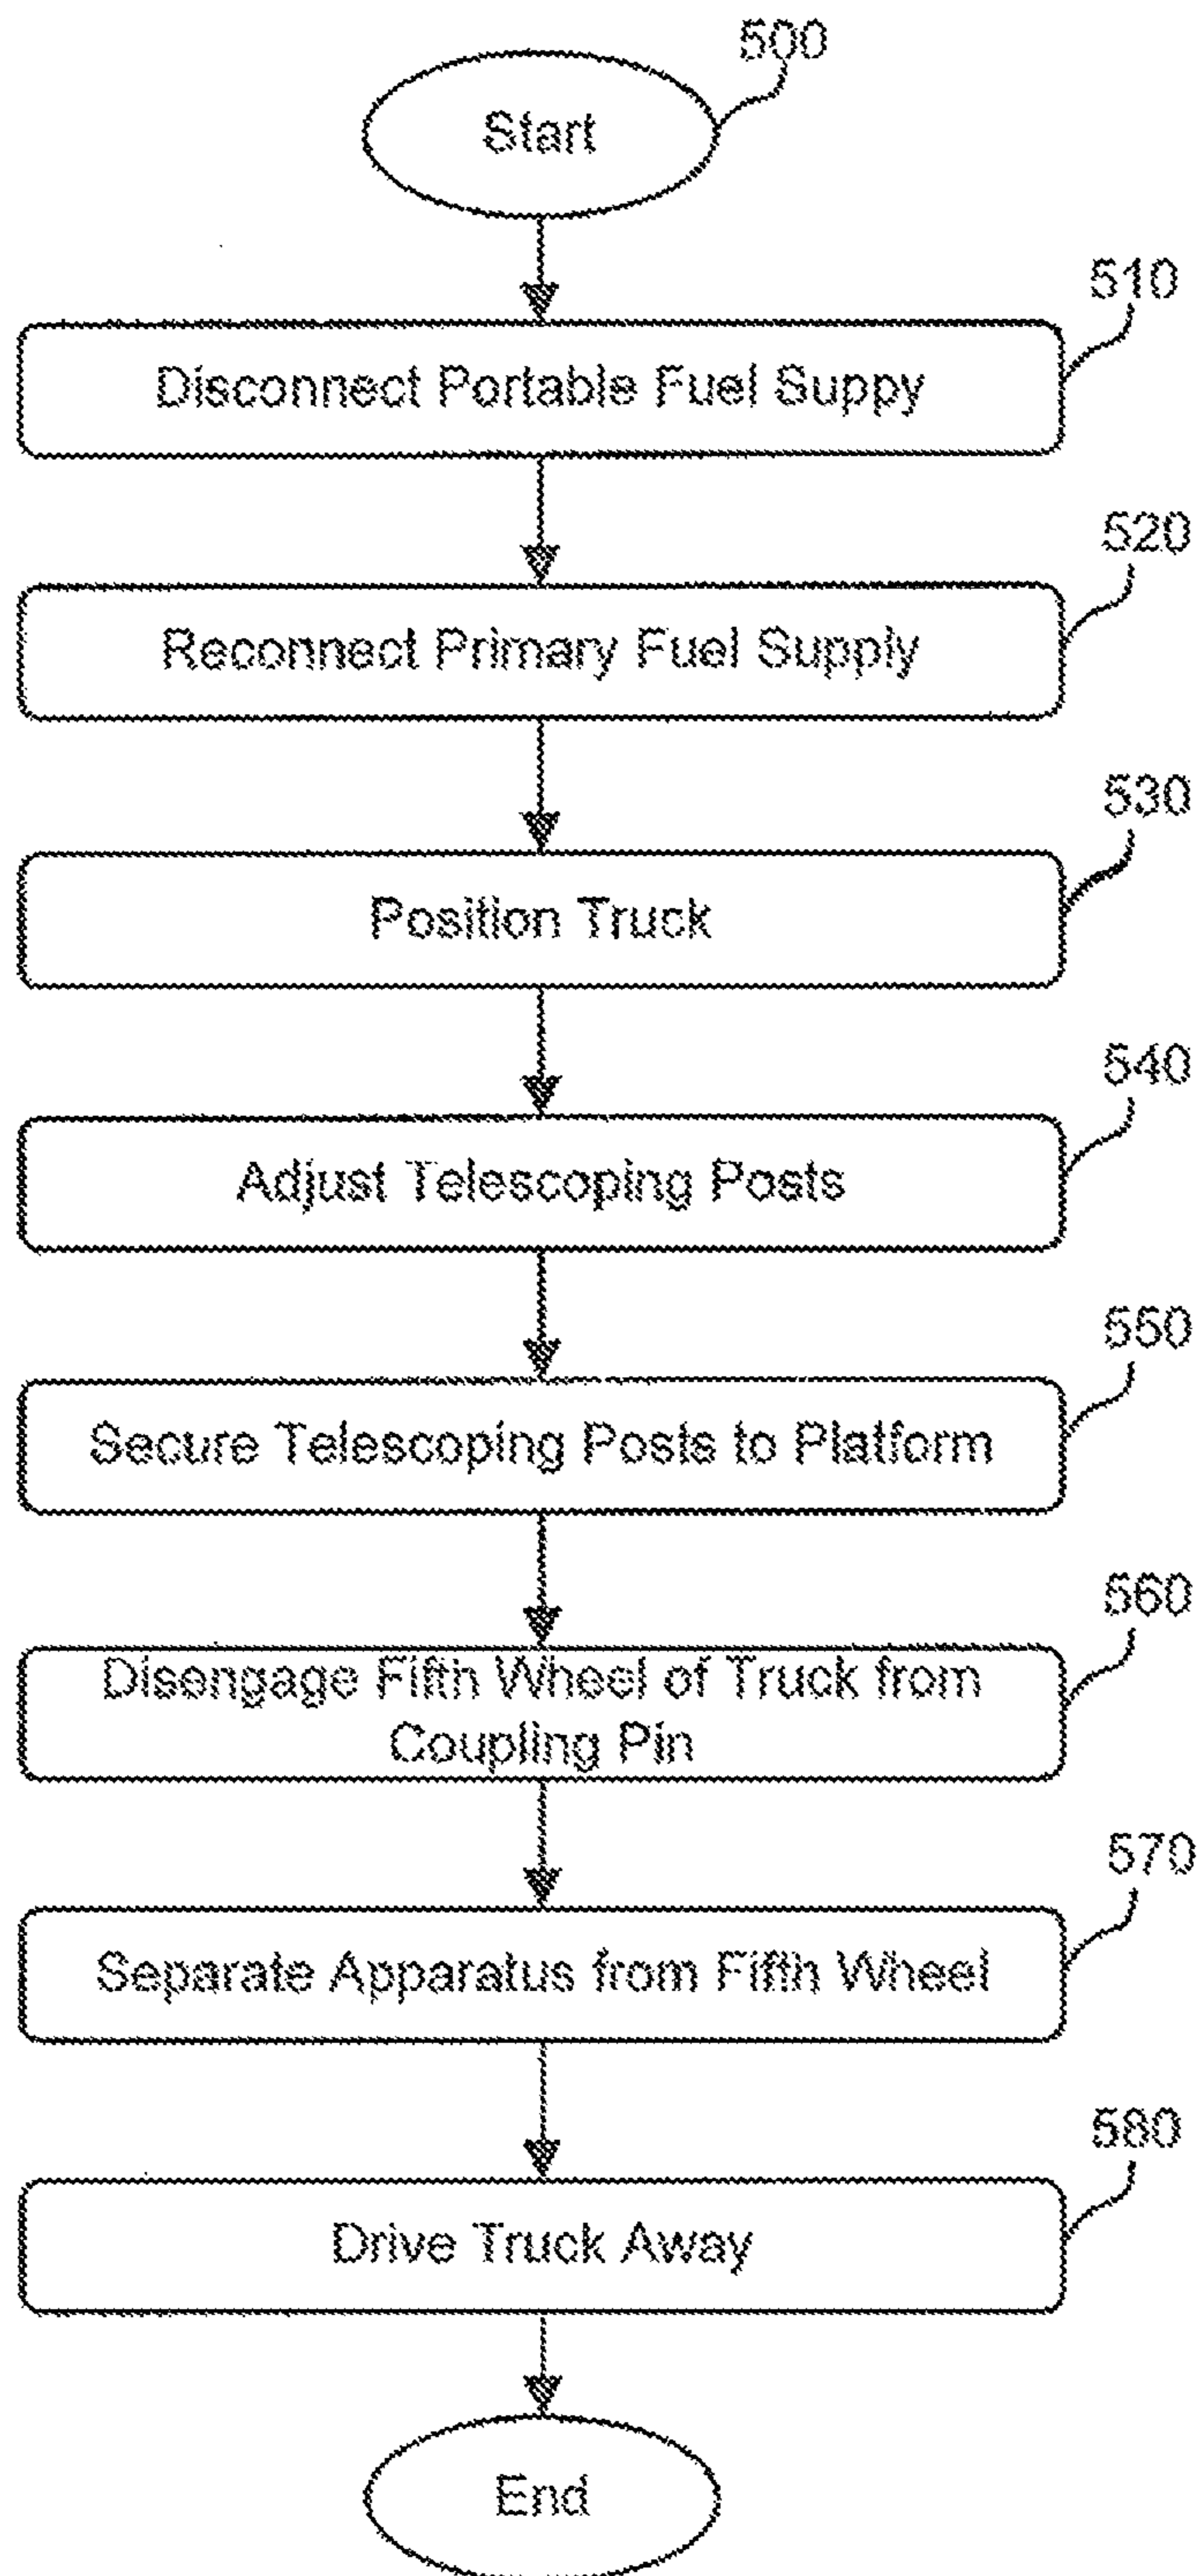 500
Start
510
Disconnect Portable Fuel Suppy
520
Reconnect Primary Fuel Supply
530
Position Truck
540
Adjust Telescoping Posts
550
Secure Telescoping Posts to Platform
560
Disengage Fifth Wheel of Truck from
Coupling Pin
570
Separate Apparatus from Fifth Wheel
580
Drive Truck Away
End